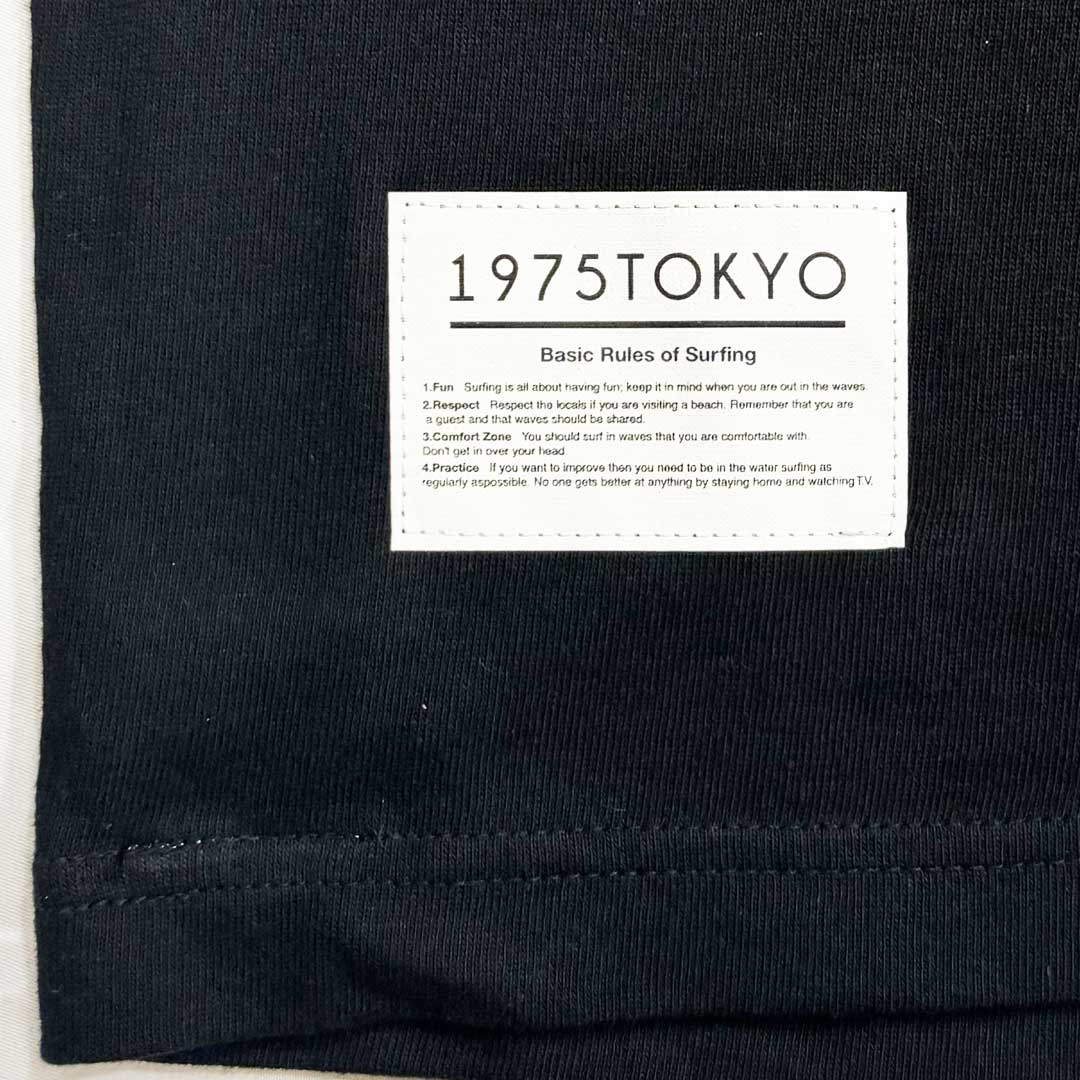 1975TOKYO
Basic Rules of Surfing
1.Fun Surfing is all about having fun; keep it in mind when you are out in the waves
2.Respect Respect the locals if you are visiting a beach. Remember that you are
a guest and that waves should be shared.
3.Comfort Zone You should surf in waves that you are comfortable with.
Don't get in over your head
4.Practice If you want to improve then you need to be in the water surfing as
regularly aspossible. No one gets better at anything by staying home and watching T.V.